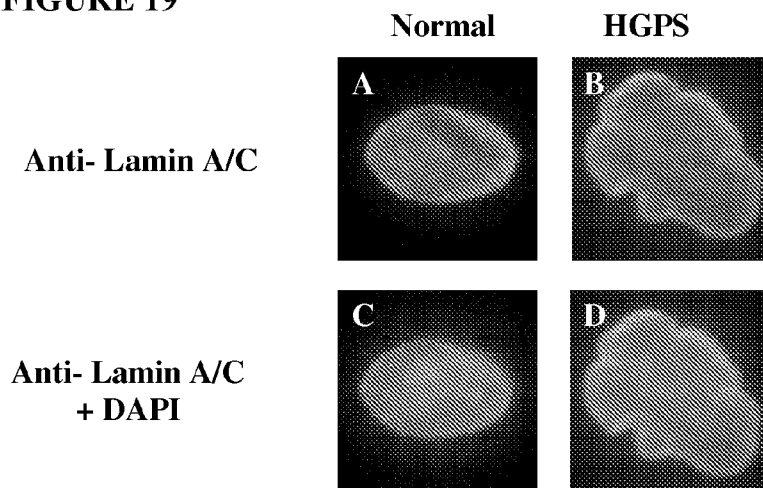 FIGURE 19
Normal HGPS
A B
Anti- Lamin A/C
C D
Anti- Lamin A/C
+ DAPI